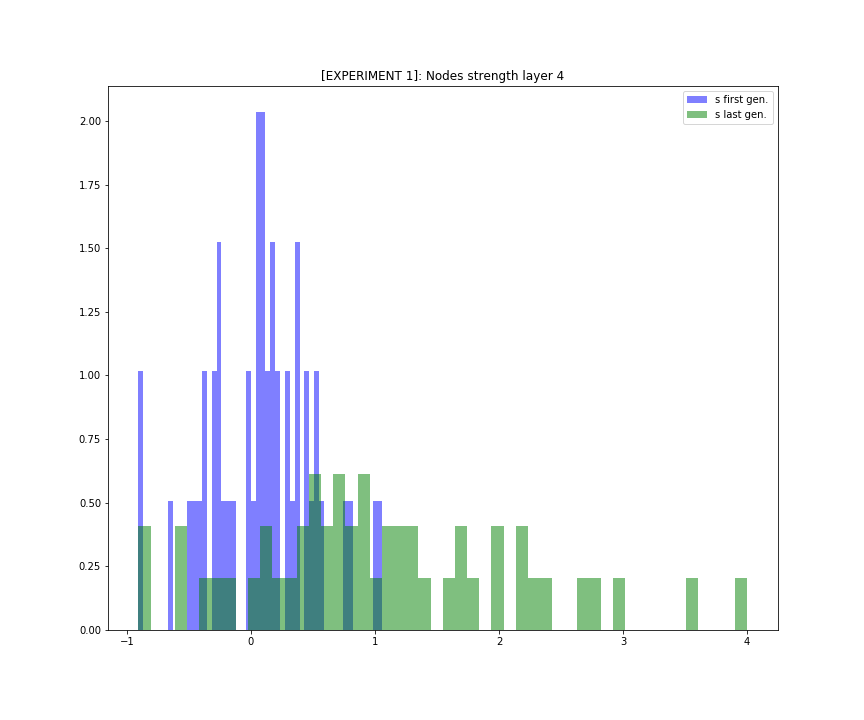 [EXPERIMENT 1]: Nodes strength layer 4
s first gen.
s last gen.
2.00
1.75
1.50
1.25
1.00
0.75
0.50
0.25
0.00
−1 0 1 2 3 4